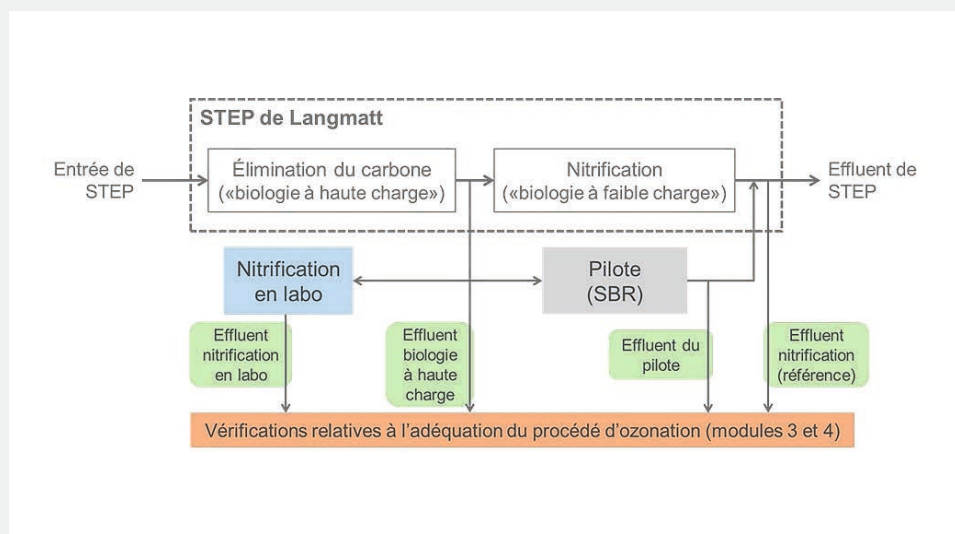 STEP de Langmatt
Entrée de
STEP
Élimination du carbone
(«biologie à haute charge»)
Nitrification
(«biologie à faible charge»)
Effluent de
STEP
Nitrification
en labo
Pilote
(SBR)
Effluent
nitrification
en labo
Effluent
biologie
à haute
charge
Effluent du
pilote
Effluent
nitrification
(référence)
Vérifications relatives à l’adéquation du procédé d’ozonation (modules 3 et 4)